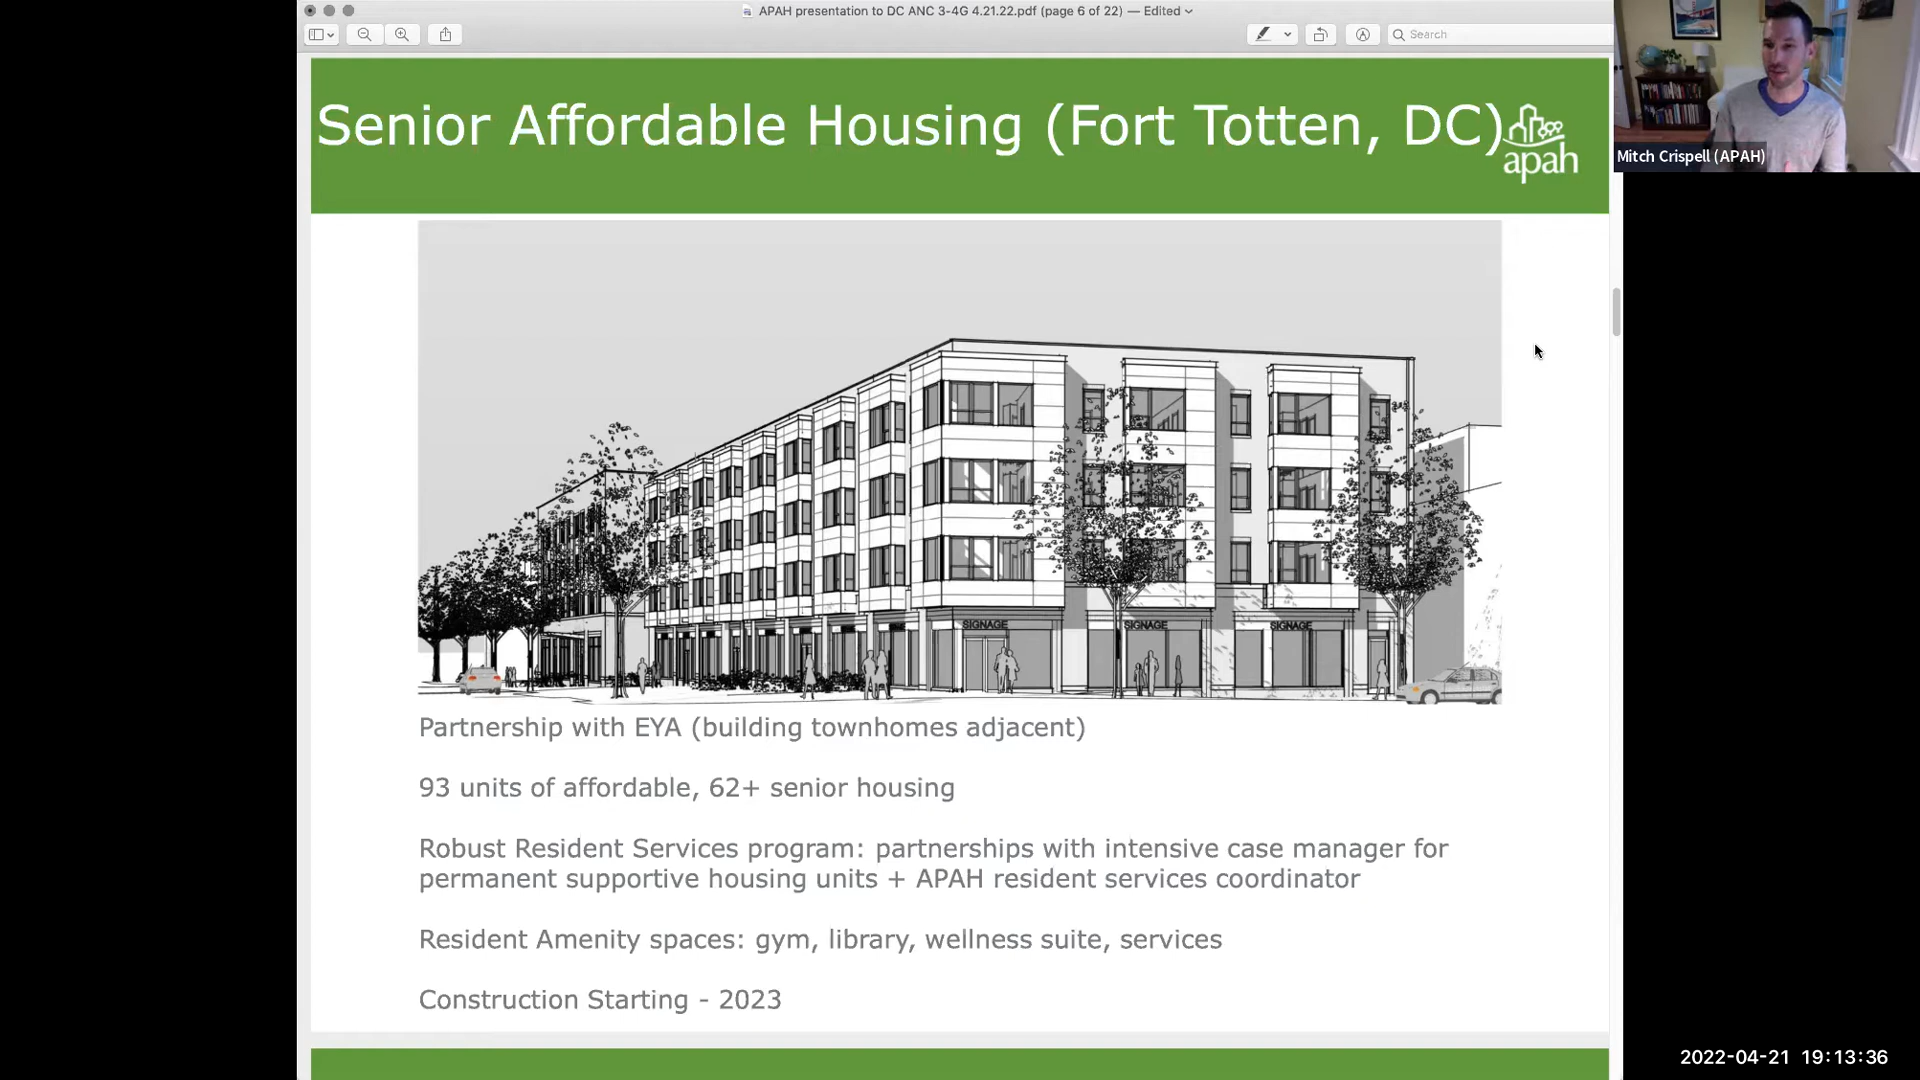 APAH presentation to DC ANC 3-4G 4.21.22.pdf (page 6 of 22) — Edited
Search
Senior Affordable Housing (Fort Totten, DC)
apah
Mitch Crispell (APAH)
SIGNAGE
SIGNAGE
SIGNAGE
Partnership with EYA (building townhomes adjacent)
93 units of affordable, 62+ senior housing
Robust Resident Services program: partnerships with intensive case manager for
permanent supportive housing units + APAH resident services coordinator
Resident Amenity spaces: gym, library, wellness suite, services
Construction Starting - 2023
2022-04-21 19:13:36